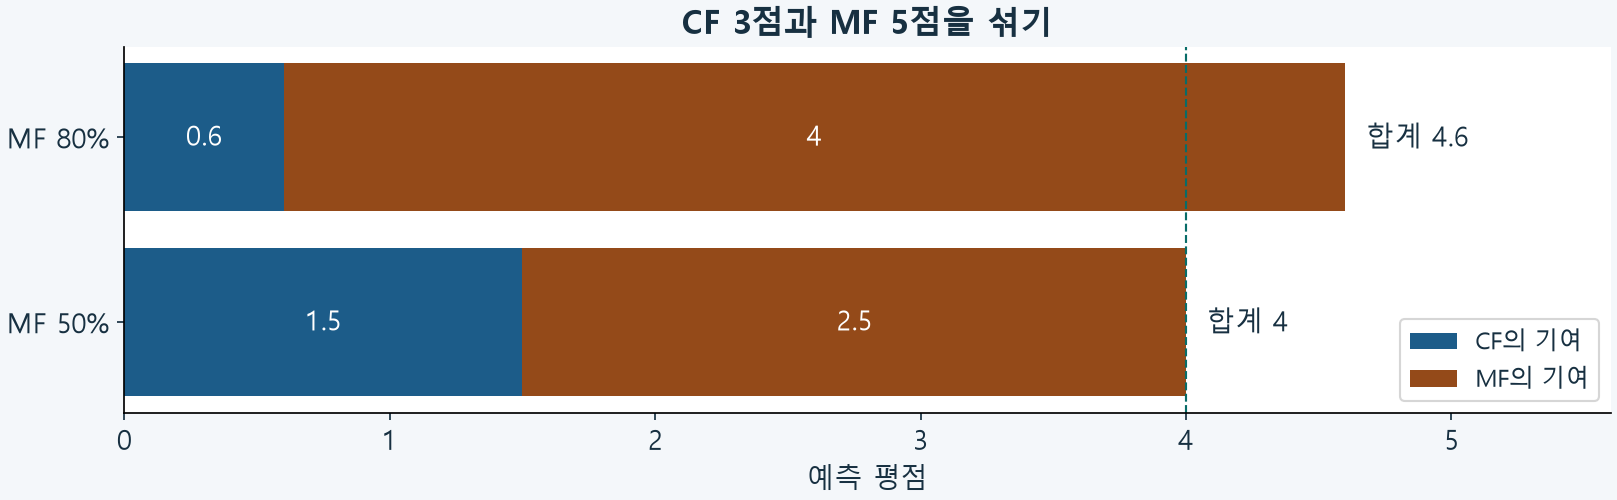 CF 3점과 MF 5점을 섞기
MF 80%
0.6
4
합계 4.6
MF 50%
1.5
2.5
합계 4
CF의 기여
MF의 기여
0 1 2 3 4 5
예측 평점